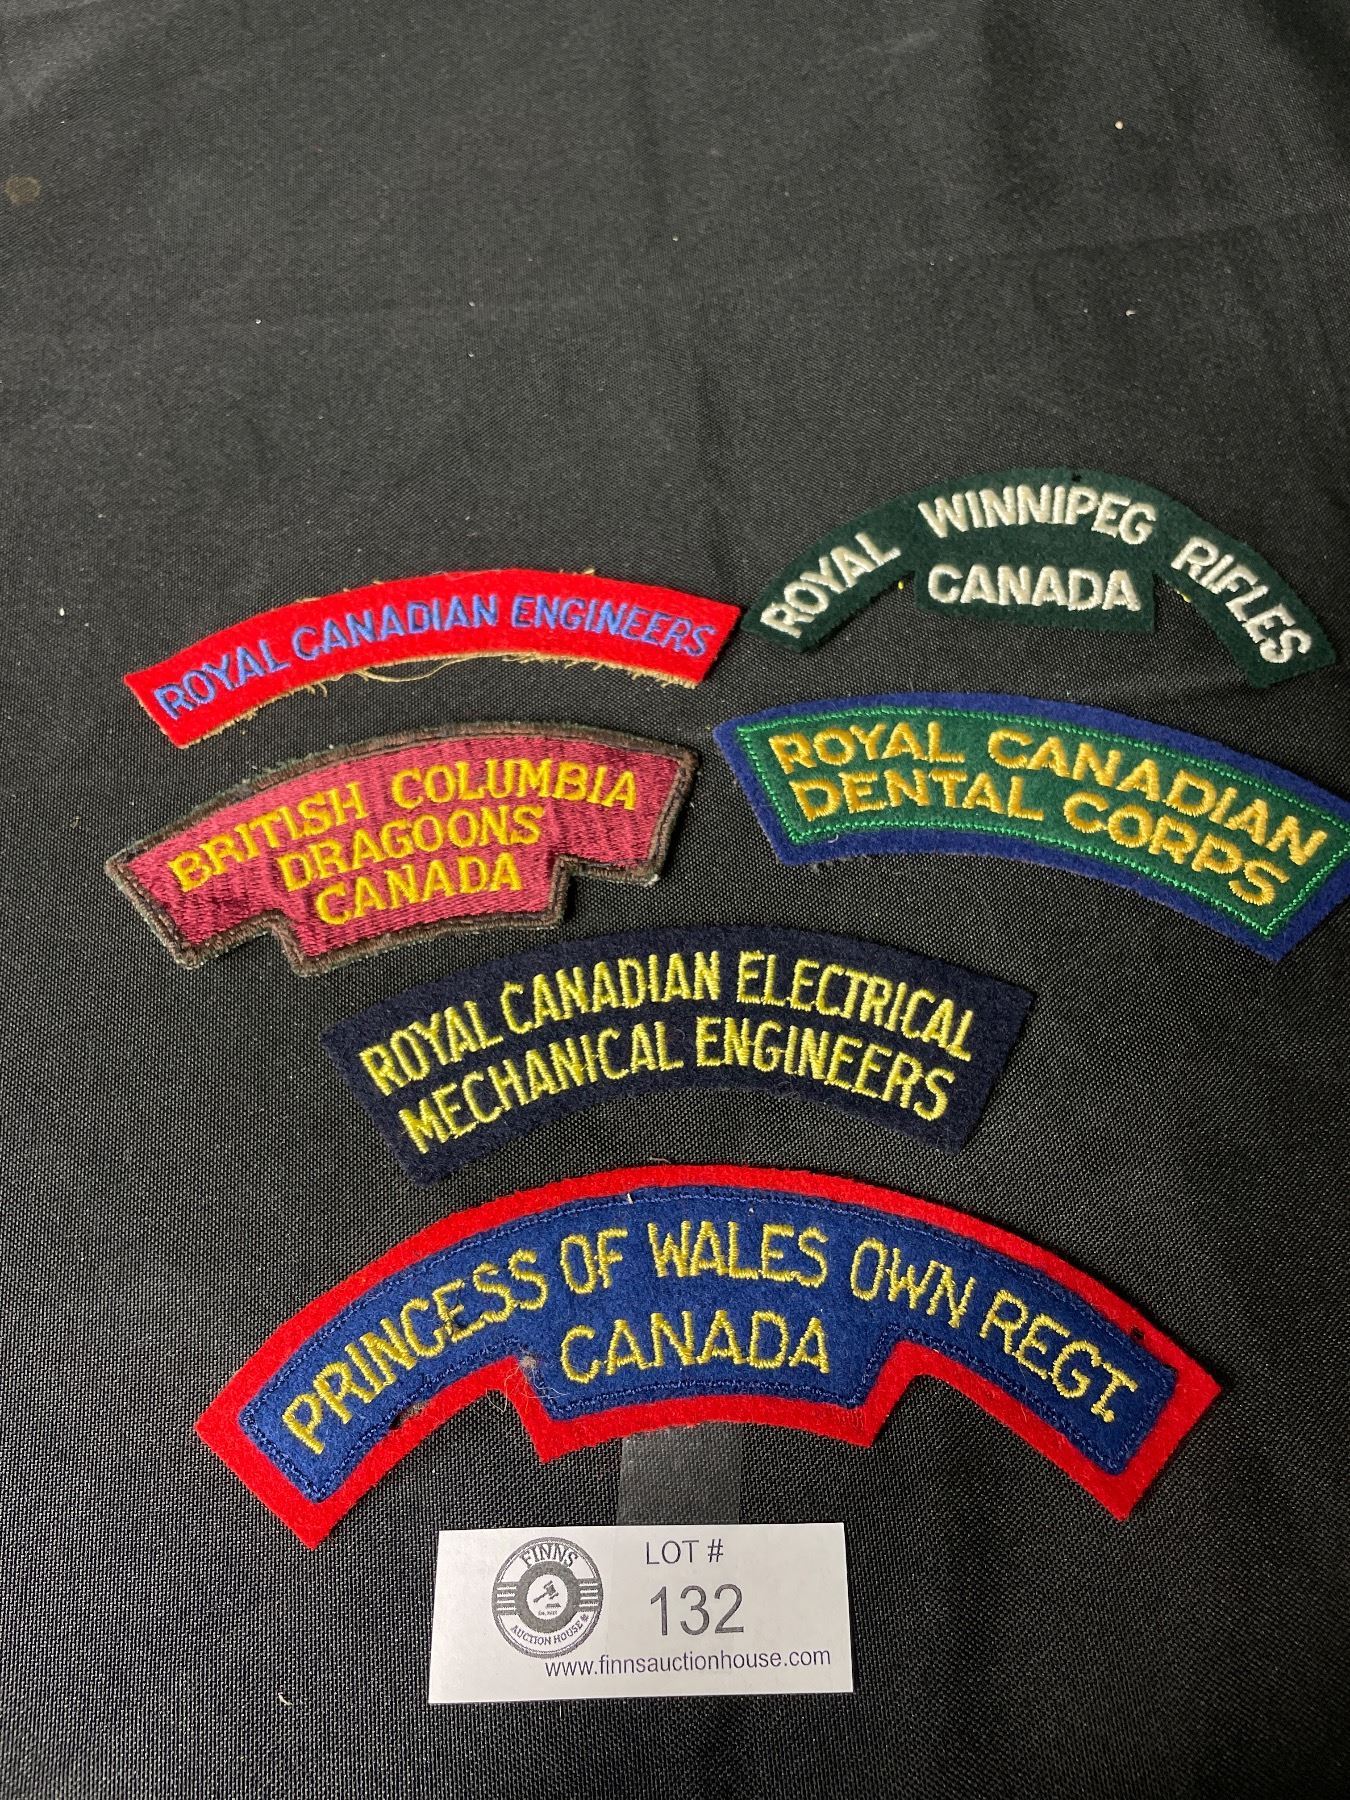 ROYAL WINNIPEG RIFLES
CANADA
ROYAL CANADIAN ENGINEERS
BRITISH COLUMBIA
DRAGOONS
CANADA
ROYAL CANADIAN
DENTAL CORPS
ROYAL CANADIAN ELECTRICAL
MECHANICAL ENGINEERS
PRINCESS OF WALES OWN REGT.
CANADA
FINNS
AUCTION HOUSE
LOT #
132
www.finnsauctionhouse.com